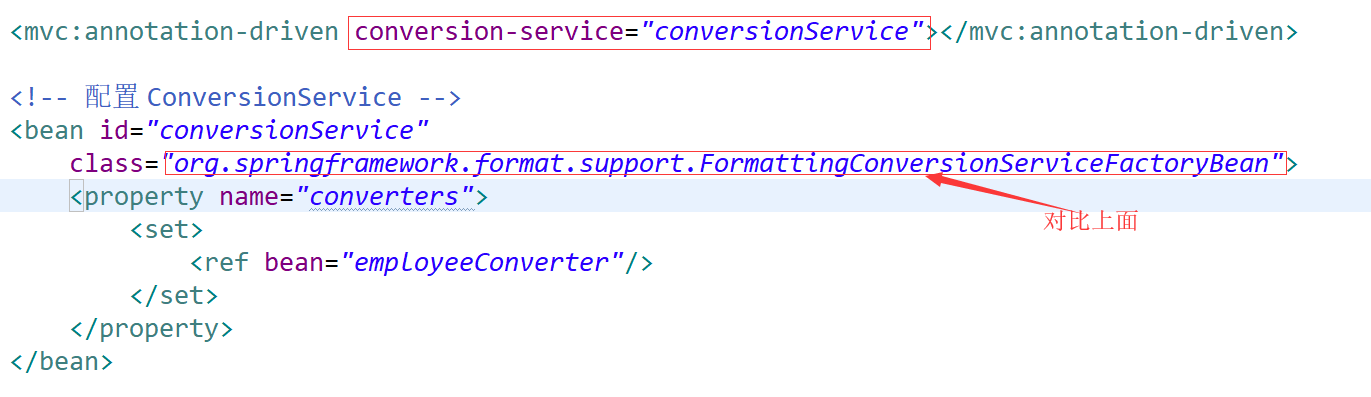 <mvc:annotation-driven conversion-service="conversionService"></mvc:annotation-driven>
<!-- 配置 ConversionService -->
<bean id="conversionService"
class="org.springframework.format.support.FormattingConversionServiceFactoryBean">
<property name="converters">
对比上面
<set>
<ref bean="employeeConverter"/>
</set>
</property>
</bean>